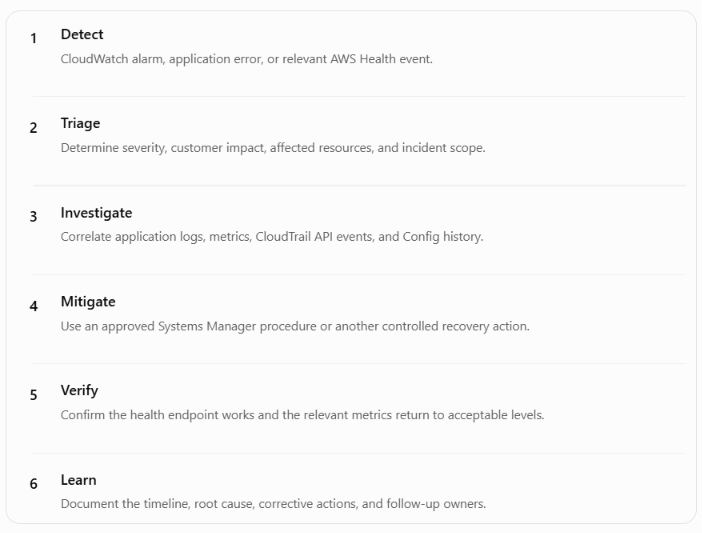 1
Detect
CloudWatch alarm, application error, or relevant AWS Health event.
2
Triage
Determine severity, customer impact, affected resources, and incident scope.
3
Investigate
Correlate application logs, metrics, CloudTrail API events, and Config history.
4
Mitigate
Use an approved Systems Manager procedure or another controlled recovery action.
5
Verify
Confirm the health endpoint works and the relevant metrics return to acceptable levels.
6
Learn
Document the timeline, root cause, corrective actions, and follow-up owners.